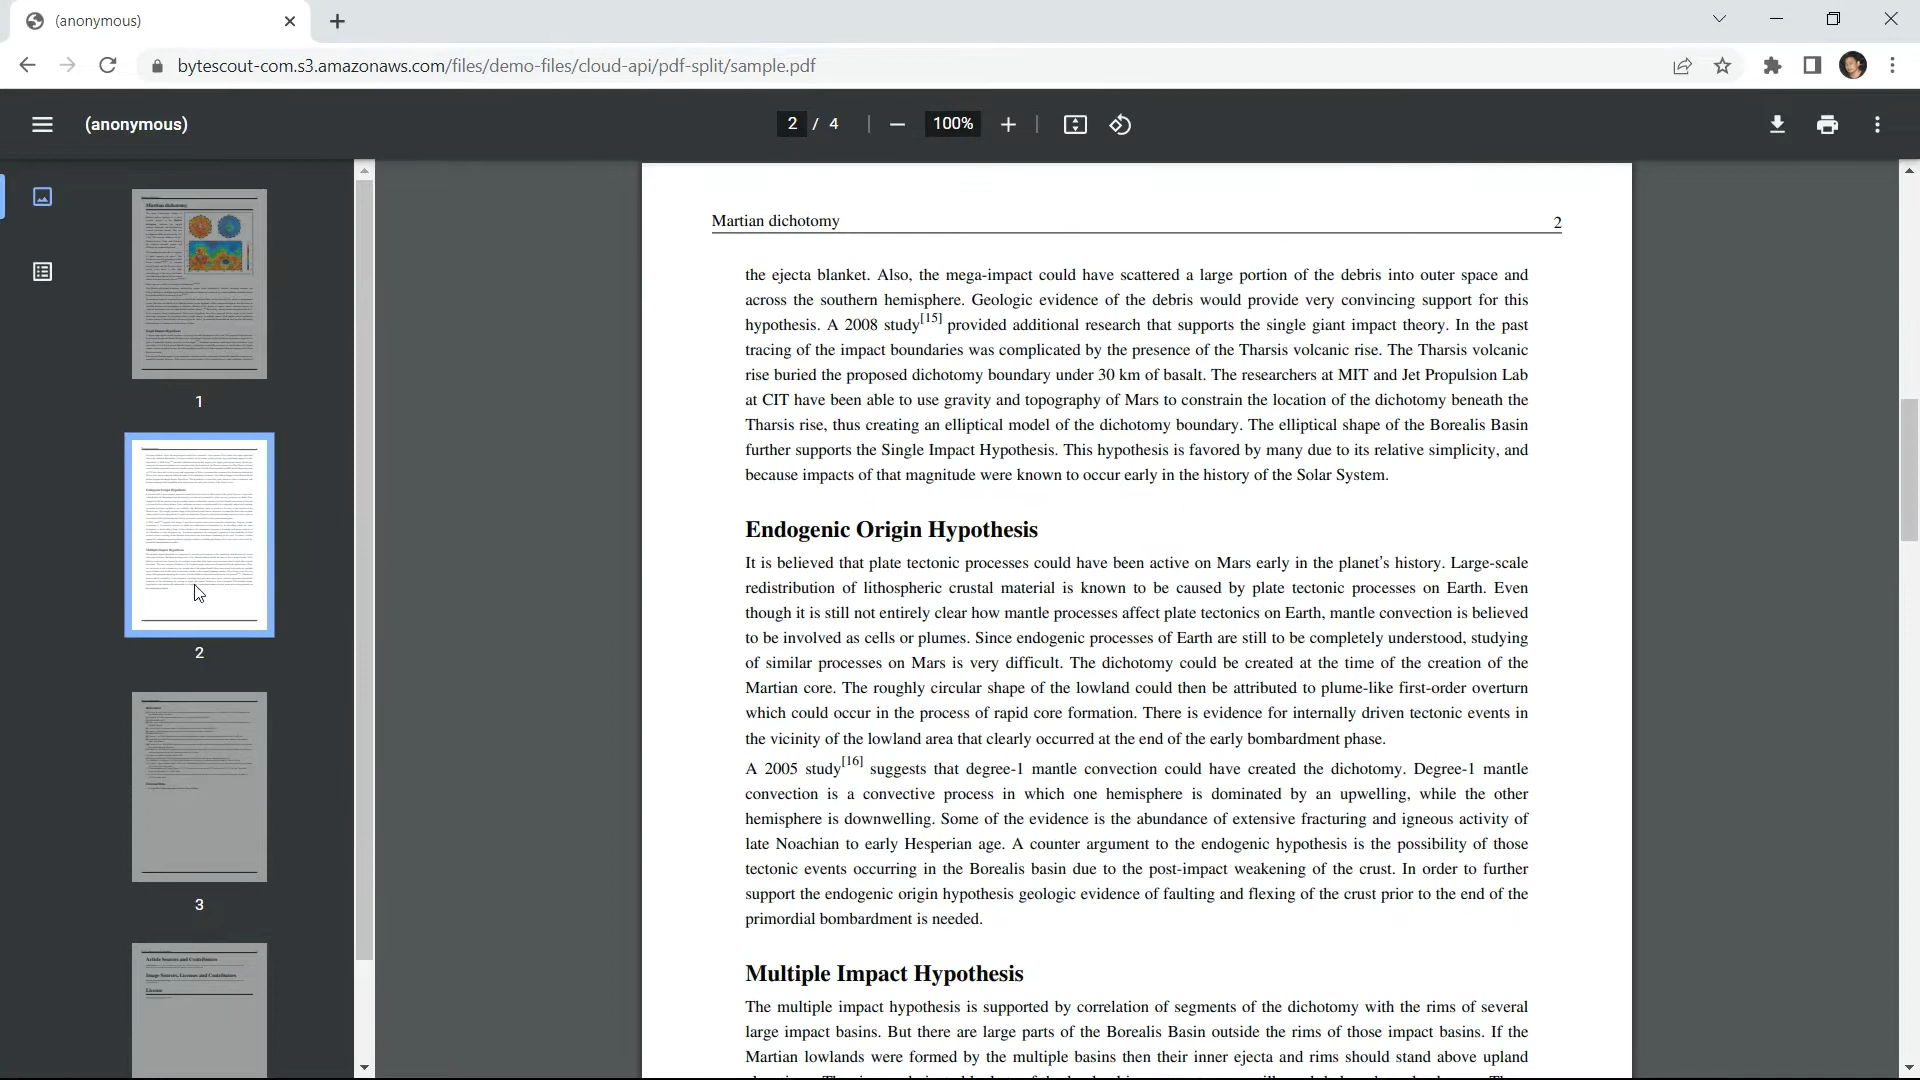 (anonymous)
bytescout-com.s3.amazonaws.com/files/demo-files/cloud-api/pdf-split/sample.pdf
(anonymous)
2 / 4
100%
Martian dichotomy
1
2
3
Article Sources and Contributors
Image Sources, Licenses and Contributors
License
Martian dichotomy 2
the ejecta blanket. Also, the mega-impact could have scattered a large portion of the debris into outer space and
across the southern hemisphere. Geologic evidence of the debris would provide very convincing support for this
hypothesis. A 2008 study[15] provided additional research that supports the single giant impact theory. In the past
tracing of the impact boundaries was complicated by the presence of the Tharsis volcanic rise. The Tharsis volcanic
rise buried the proposed dichotomy boundary under 30 km of basalt. The researchers at MIT and Jet Propulsion Lab
at CIT have been able to use gravity and topography of Mars to constrain the location of the dichotomy beneath the
Tharsis rise, thus creating an elliptical model of the dichotomy boundary. The elliptical shape of the Borealis Basin
further supports the Single Impact Hypothesis. This hypothesis is favored by many due to its relative simplicity, and
because impacts of that magnitude were known to occur early in the history of the Solar System.
Endogenic Origin Hypothesis
It is believed that plate tectonic processes could have been active on Mars early in the planet's history. Large-scale
redistribution of lithospheric crustal material is known to be caused by plate tectonic processes on Earth. Even
though it is still not entirely clear how mantle processes affect plate tectonics on Earth, mantle convection is believed
to be involved as cells or plumes. Since endogenic processes of Earth are still to be completely understood, studying
of similar processes on Mars is very difficult. The dichotomy could be created at the time of the creation of the
Martian core. The roughly circular shape of the lowland could then be attributed to plume-like first-order overturn
which could occur in the process of rapid core formation. There is evidence for internally driven tectonic events in
the vicinity of the lowland area that clearly occurred at the end of the early bombardment phase.
A 2005 study[16] suggests that degree-1 mantle convection could have created the dichotomy. Degree-1 mantle
convection is a convective process in which one hemisphere is dominated by an upwelling, while the other
hemisphere is downwelling. Some of the evidence is the abundance of extensive fracturing and igneous activity of
late Noachian to early Hesperian age. A counter argument to the endogenic hypothesis is the possibility of those
tectonic events occurring in the Borealis basin due to the post-impact weakening of the crust. In order to further
support the endogenic origin hypothesis geologic evidence of faulting and flexing of the crust prior to the end of the
primordial bombardment is needed.
Multiple Impact Hypothesis
The multiple impact hypothesis is supported by correlation of segments of the dichotomy with the rims of several
large impact basins. But there are large parts of the Borealis Basin outside the rims of those impact basins. If the
Martian lowlands were formed by the multiple basins then their inner ejecta and rims should stand above upland